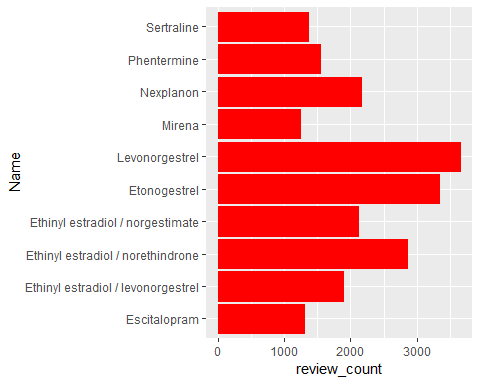 Name
Sertraline
Phentermine
Nexplanon
Mirena
Levonorgestrel
Etonogestrel
Ethinyl estradiol / norgestimate
Ethinyl estradiol / norethindrone
Ethinyl estradiol / levonorgestrel
Escitalopram
0 1000 2000 3000
review_count